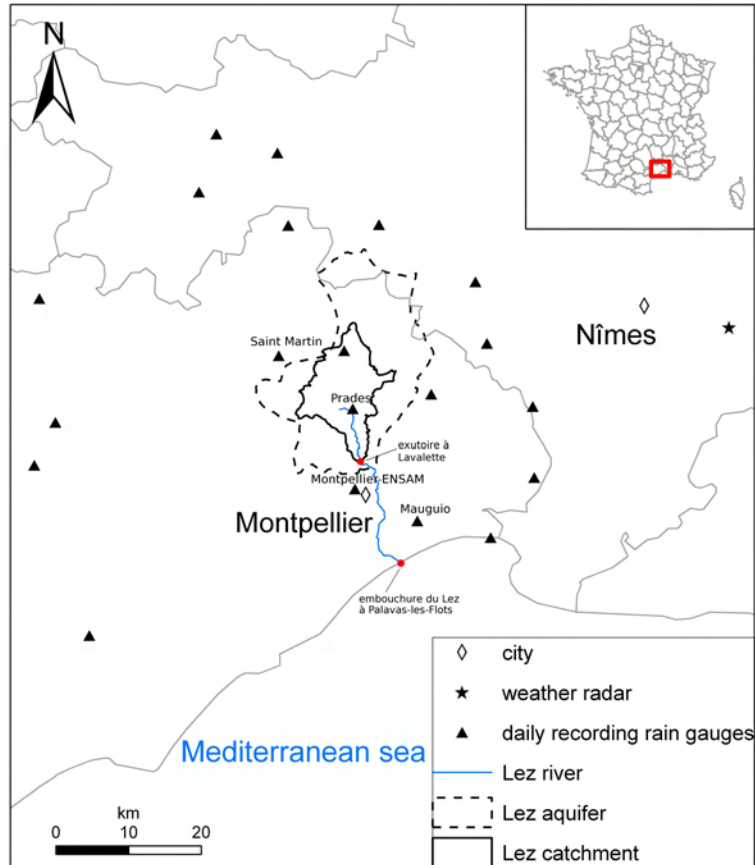 N
Nîmes
Saint Martin
Prades
exutoire à
Lavalette
Montpellier-ENSAM
Montpellier
Mauguio
embouchure du Lez
à Palavas-les-Flots
Mediterranean sea
km
0 10 20
city
weather radar
daily recording rain gauges
Lez river
Lez aquifer
Lez catchment